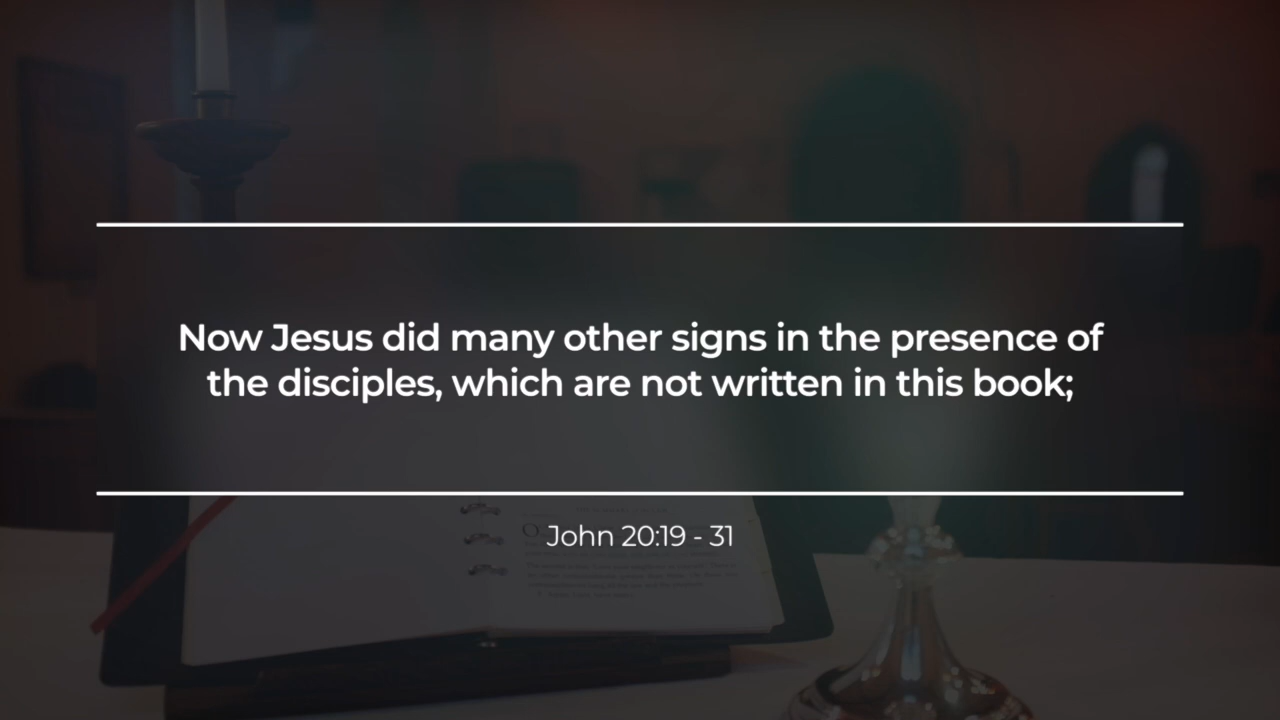 Now Jesus did many other signs in the presence of
the disciples, which are not written in this book;
John 20:19 - 31